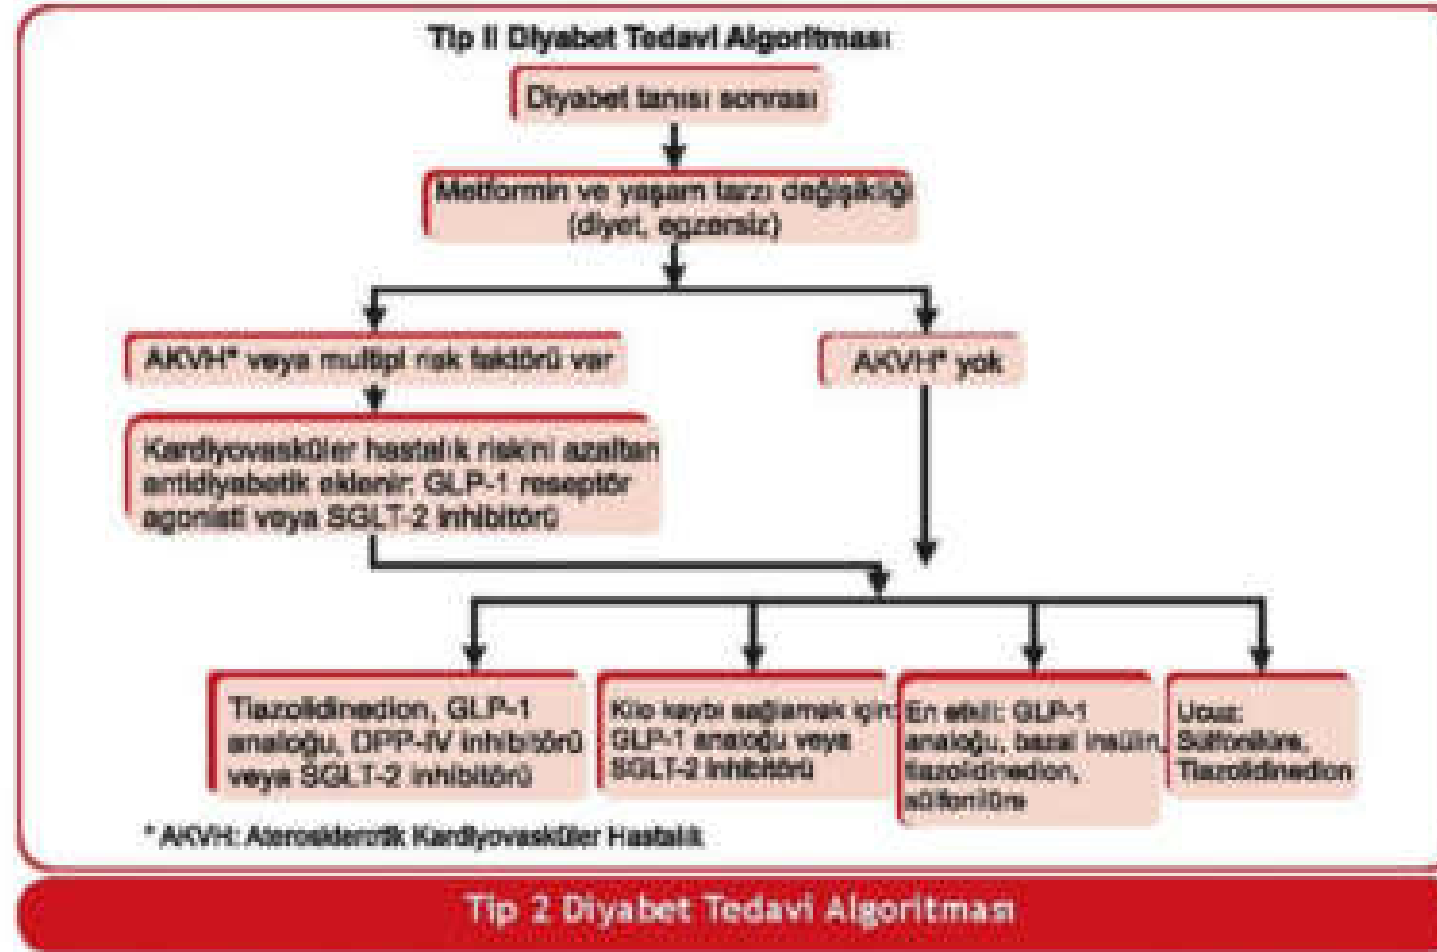 Tip II Diyabet Tedavi Algoritması
Diyabet tanısı sonrası
Metformin ve yaşam tarzı değişikliği
(diyet, egzersiz)
AKVH* veya multipl risk faktörü var
AKVH* yok
Kardiyovasküler hastalık riskini azaltan
antidiyabetik eklenir: GLP-1 reseptör
agonisti veya SGLT-2 inhibitörü
Tiazolidinedion, GLP-1
analoğu, DPP-IV inhibitörü
veya SGLT-2 inhibitörü
Kilo kaybı sağlamak için:
GLP-1 analoğu veya
SGLT-2 inhibitörü
En etkili: GLP-1
analoğu, bazal insülin,
tiazolidinedion,
sülfonilüre
Ucuz:
Sülfonilüre,
Tiazolidinedion
* AKVH: Aterosklerotik Kardiyovasküler Hastalık
Tip 2 Diyabet Tedavi Algoritması